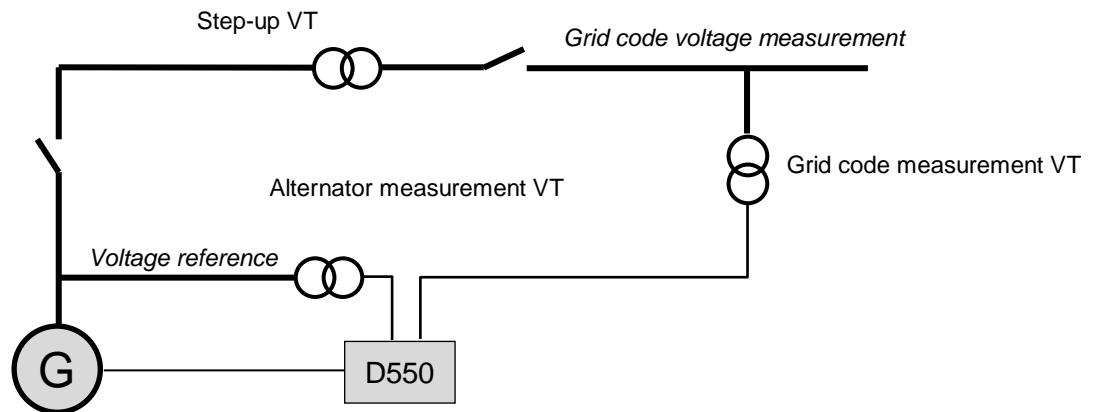 Step-up VT
Grid code voltage measurement
Grid code measurement VT
Alternator measurement VT
Voltage reference
G
D550